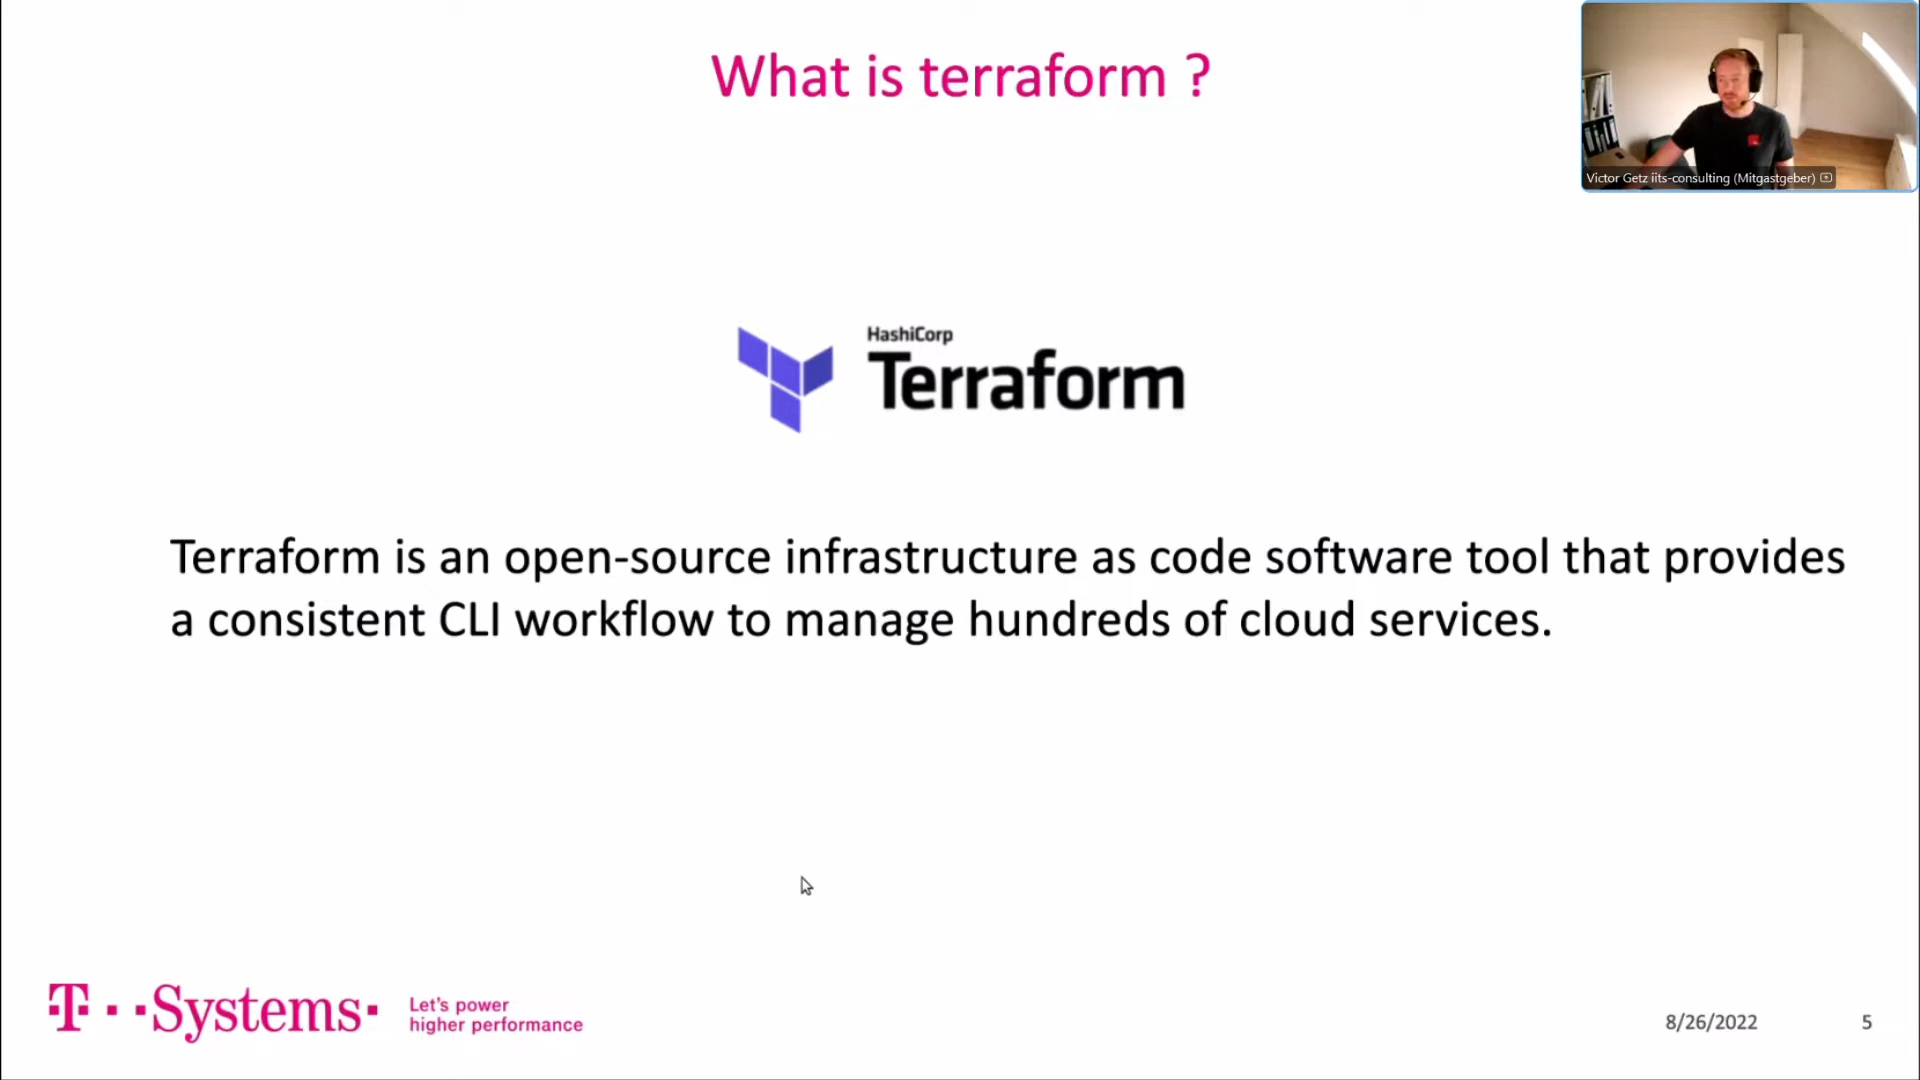 What is terraform ?
Victor Getz iits-consulting (Mitgastgeber)
HashiCorp
Terraform
Terraform is an open-source infrastructure as code software tool that provides
a consistent CLI workflow to manage hundreds of cloud services.
T··Systems·
Let's power
higher performance
8/26/2022
5